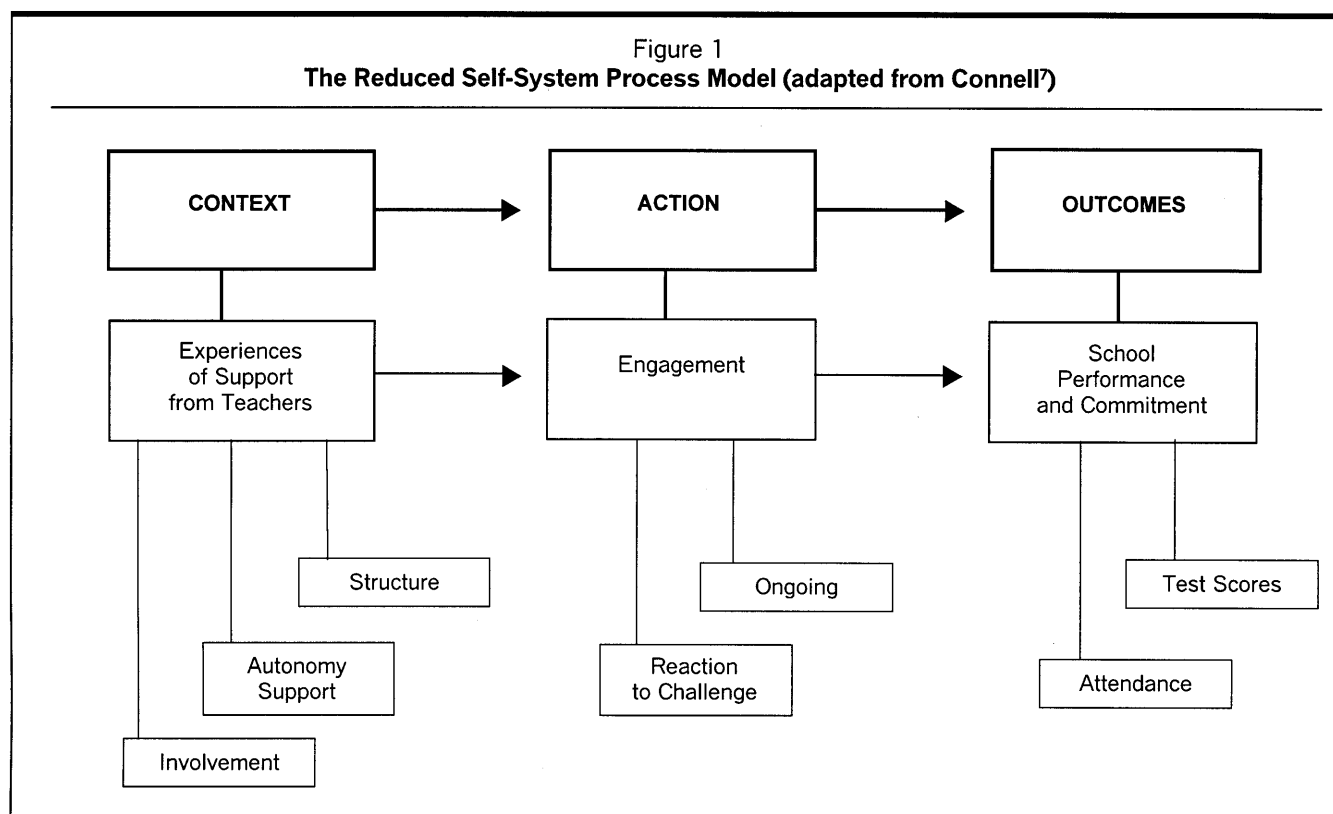 Figure 1
The Reduced Self-System Process Model (adapted from Connell⁷)
CONTEXT
ACTION
OUTCOMES
Experiences
of Support
from Teachers
Engagement
School
Performance
and Commitment
Structure
Ongoing
Test Scores
Autonomy
Support
Reaction
to Challenge
Attendance
Involvement